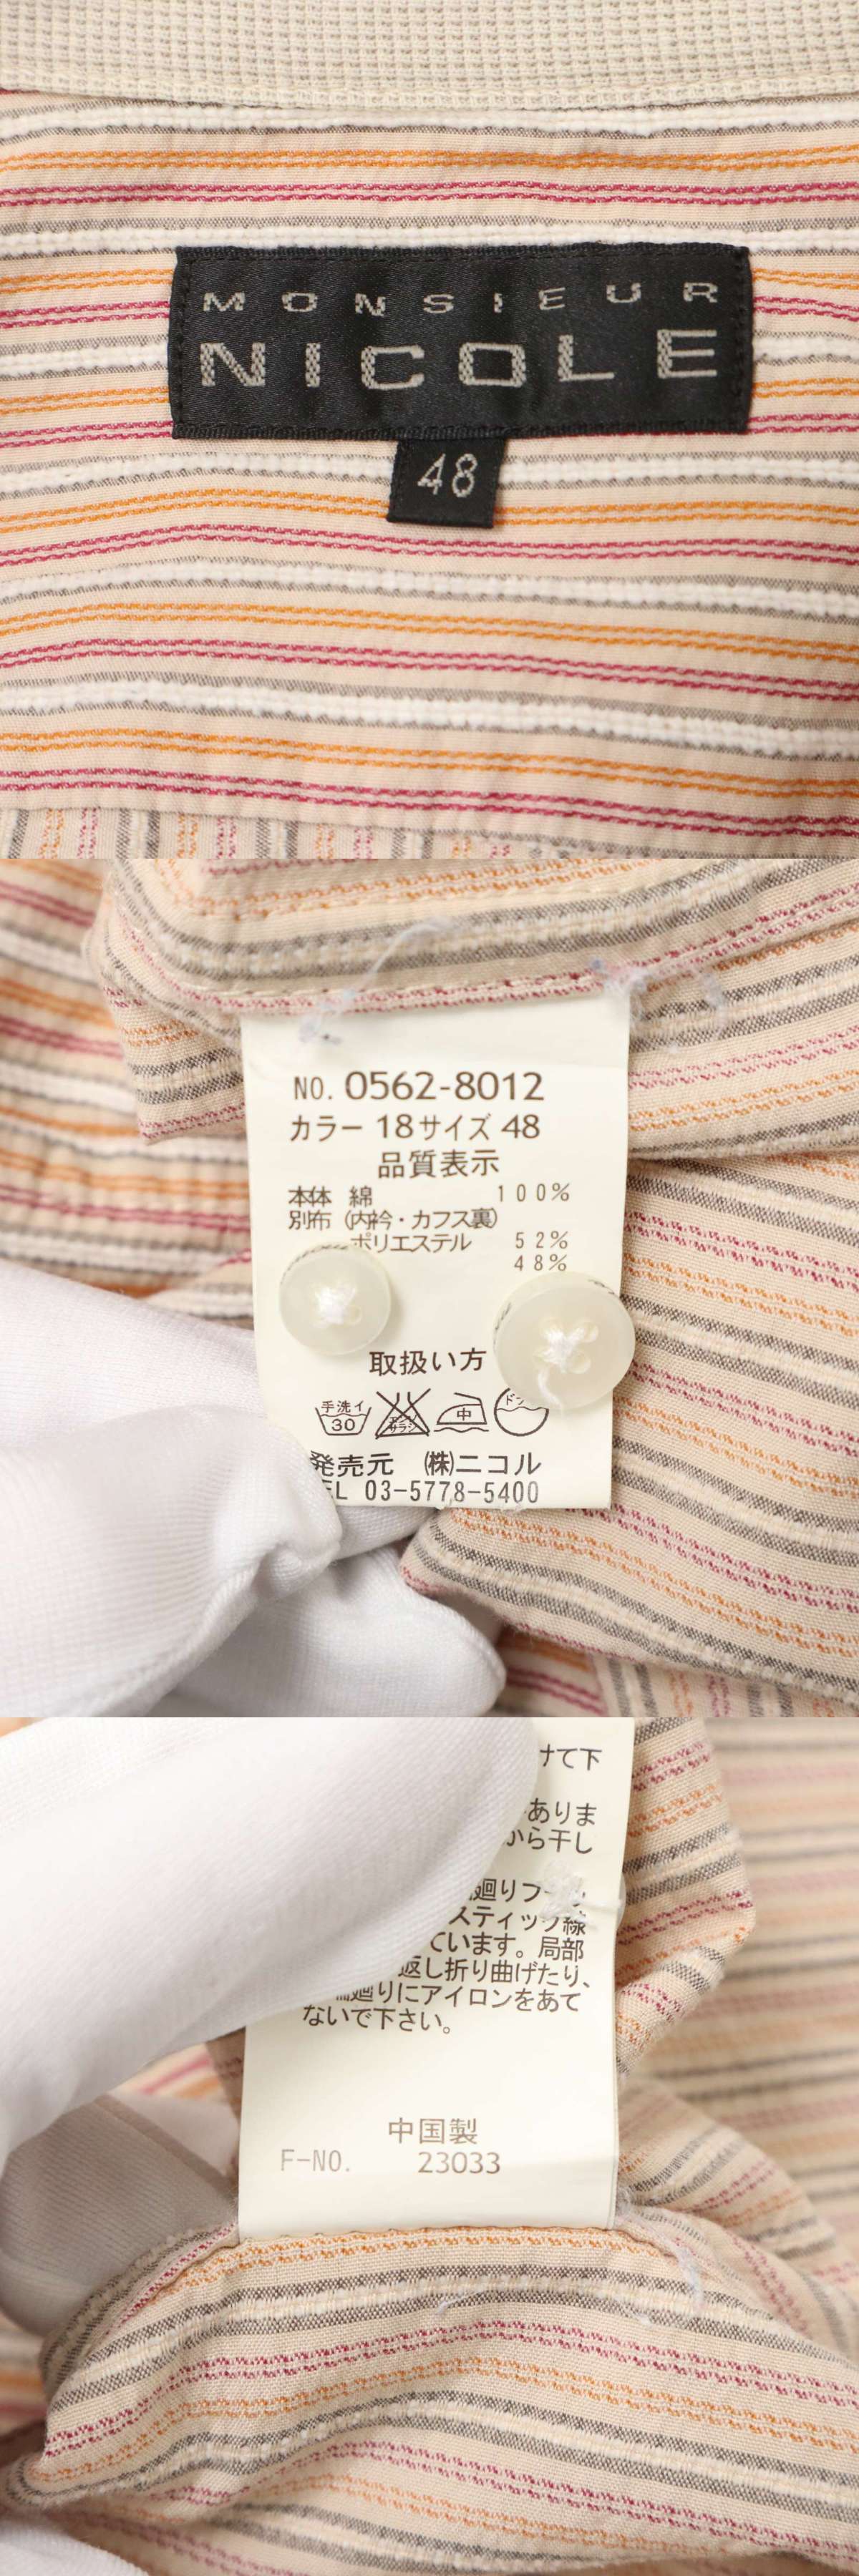 MONSIEUR
NICOLE
48
NO. 0562-8012
カラー 18 サイズ 48
品質表示
本体 綿 100%
別布 (内衿・カフス裏)
ポリエステル 52%
48%
取扱い方
手洗イ
30
中
発売元 ㈱ニコル
03-5778-5400
けて下
ありま
から干し
廻りフ
スティック線
ています。局部
返し折り曲げたり、
廻りにアイロンをあて
ないで下さい。
中国製
F-NO. 23033